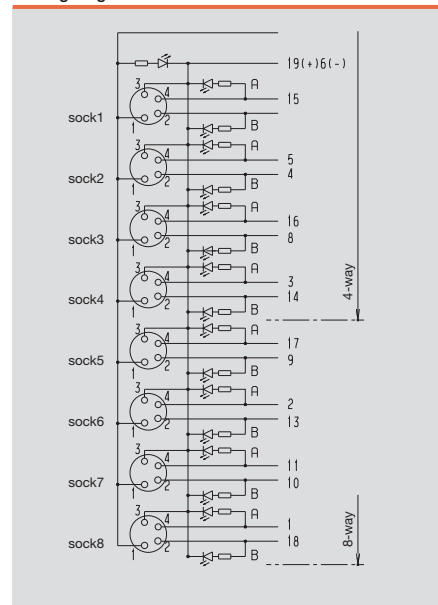 19(+)6(-)
3 4 A
15
sock1
1 2 B
3 4 A
5
4
sock2
1 2 B
3 4 A
16
8
sock3
1 2 B
3 4 A
3
14
sock4
1 2 B
4-way
3 4 A
17
9
sock5
1 2 B
3 4 A
2
13
sock6
1 2 B
3 4 A
11
10
sock7
1 2 B
3 4 A
1
18
sock8
1 2 B
8-way